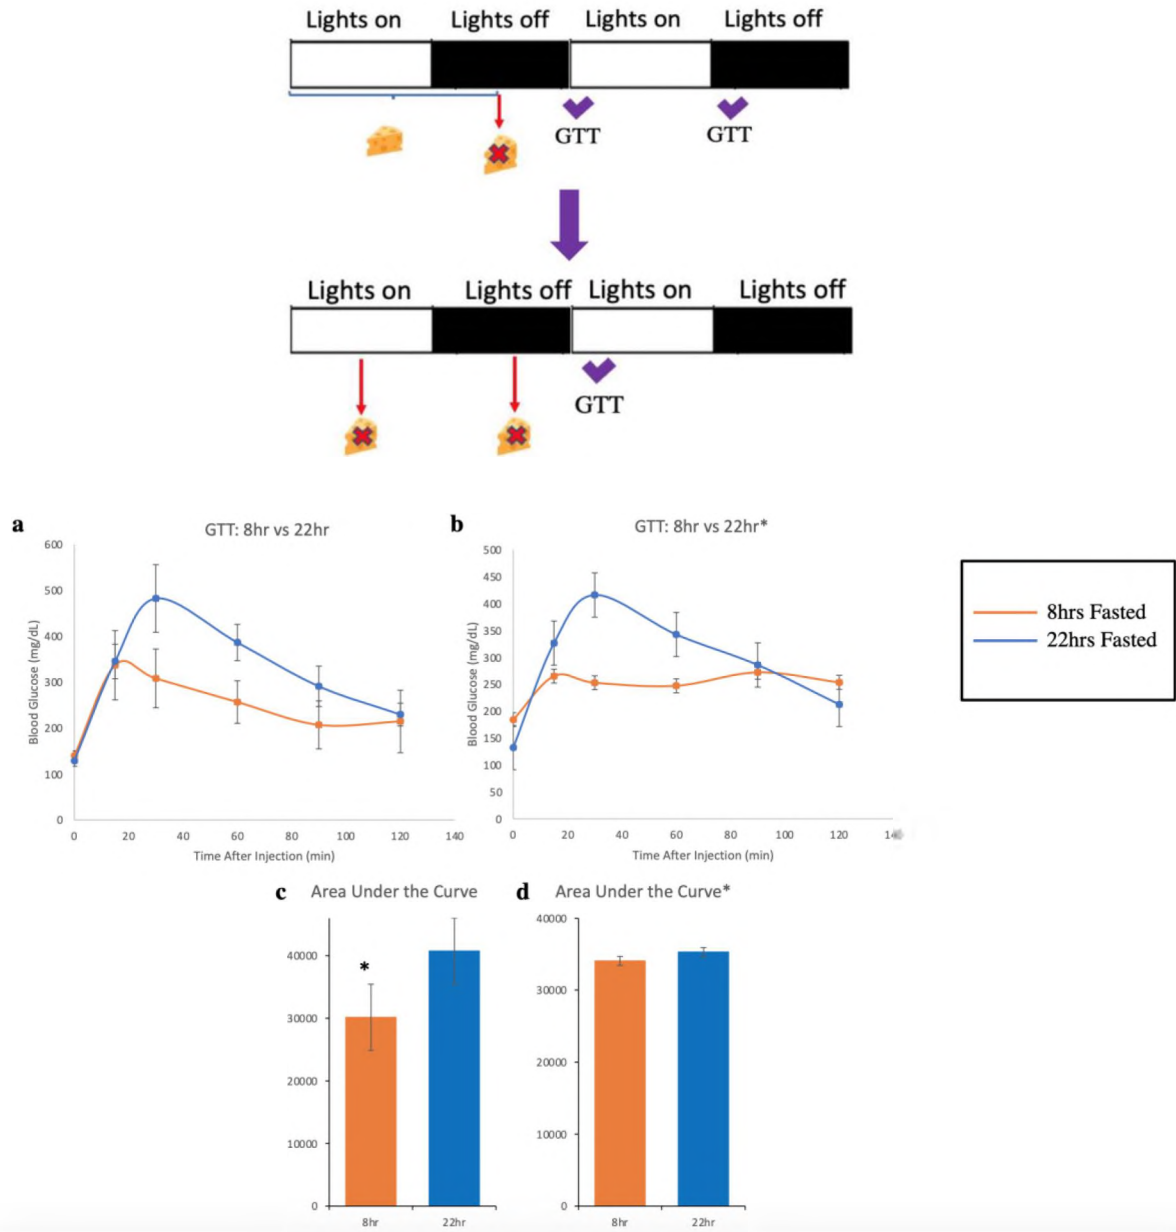 Lights on Lights off Lights on Lights off
GTT GTT
Lights on Lights off Lights on Lights off
GTT
a
GTT: 8hr vs 22hr
600
500
400
300
200
100
0
Blood Glucose (mg/dL)
0 20 40 60 80 100 120 140
Time After Injection (min)
b
GTT: 8hr vs 22hr*
500
450
400
350
300
250
200
150
100
50
0
Blood Glucose (mg/dL)
0 20 40 60 80 100 120
Time After Injection (min)
8hrs Fasted
22hrs Fasted
c Area Under the Curve
40000
30000
20000
10000
0
*
8hr 22hr
d Area Under the Curve*
40000
30000
20000
10000
0
8hr 22hr